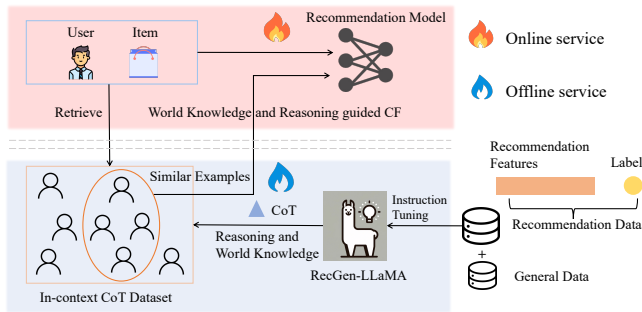 User
Item
Recommendation Model
Online service
Offline service
Retrieve
World Knowledge and Reasoning guided CF
Recommendation
Features
Label
Similar Examples
CoT
Instruction
Tuning
Recommendation Data
Reasoning and
World Knowledge
RecGen-LLaMA
+
General Data
In-context CoT Dataset